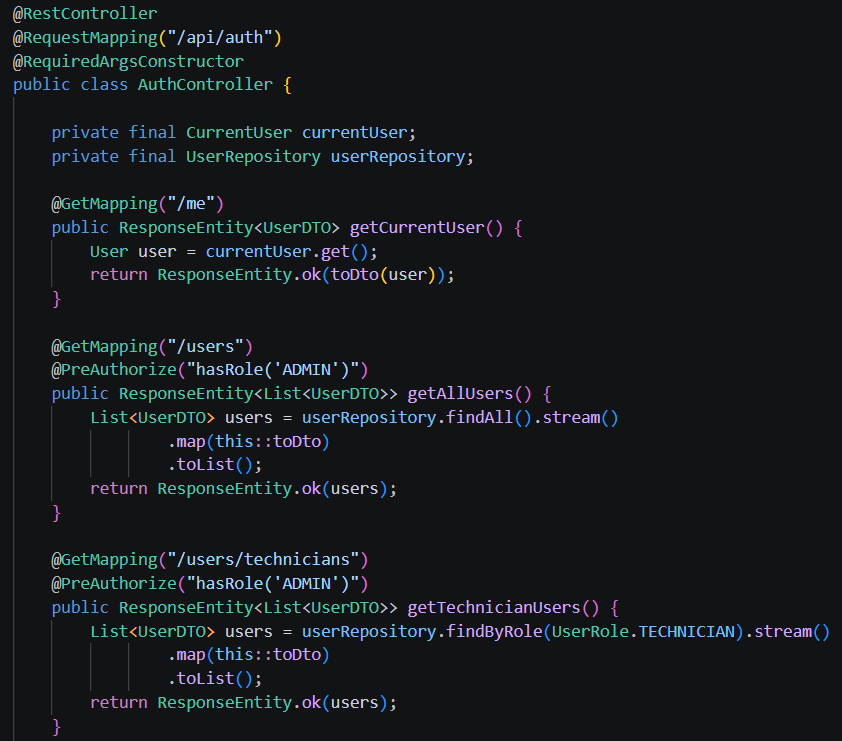 @RestController
@RequestMapping("/api/auth")
@RequiredArgsConstructor
public class AuthController {
private final CurrentUser currentUser;
private final UserRepository userRepository;
@GetMapping("/me")
public ResponseEntity<UserDTO> getCurrentUser() {
User user = currentUser.get();
return ResponseEntity.ok(toDto(user));
}
@GetMapping("/users")
@PreAuthorize("hasRole('ADMIN')")
public ResponseEntity<List<UserDTO>> getAllUsers() {
List<UserDTO> users = userRepository.findAll().stream()
.map(this::toDto)
.toList();
return ResponseEntity.ok(users);
}
@GetMapping("/users/technicians")
@PreAuthorize("hasRole('ADMIN')")
public ResponseEntity<List<UserDTO>> getTechnicianUsers() {
List<UserDTO> users = userRepository.findByRole(UserRole.TECHNICIAN).stream()
.map(this::toDto)
.toList();
return ResponseEntity.ok(users);
}